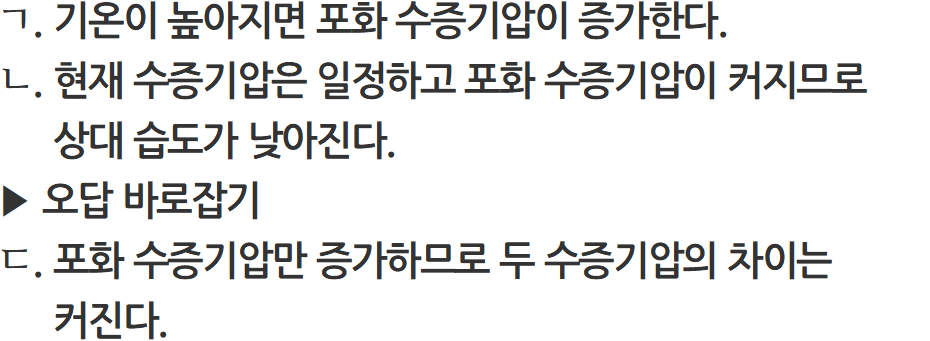 ㄱ. 기온이 높아지면 포화 수증기압이 증가한다.
ㄴ. 현재 수증기압은 일정하고 포화 수증기압이 커지므로
상대 습도가 낮아진다.
▶ 오답 바로잡기
ㄷ. 포화 수증기압만 증가하므로 두 수증기압의 차이는
커진다.